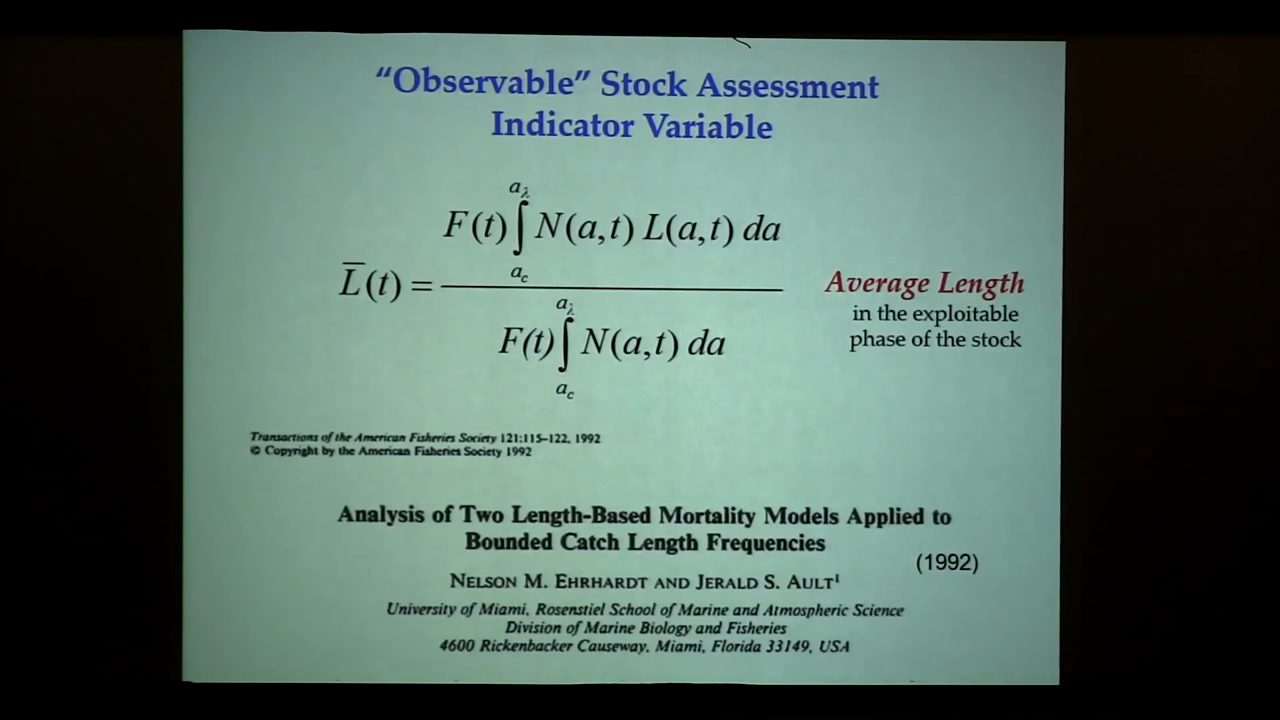 “Observable” Stock Assessment
Indicator Variable
L̅(t) = F(t) ∫ₐ꜀^{a_λ} N(a,t) L(a,t) da / F(t) ∫ₐ꜀^{a_λ} N(a,t) da
Average Length
in the exploitable
phase of the stock
Transactions of the American Fisheries Society 121:115–122, 1992
© Copyright by the American Fisheries Society 1992
Analysis of Two Length-Based Mortality Models Applied to
Bounded Catch Length Frequencies
(1992)
NELSON M. EHRHARDT AND JERALD S. AULT¹
University of Miami, Rosenstiel School of Marine and Atmospheric Science
Division of Marine Biology and Fisheries
4600 Rickenbacker Causeway, Miami, Florida 33149, USA